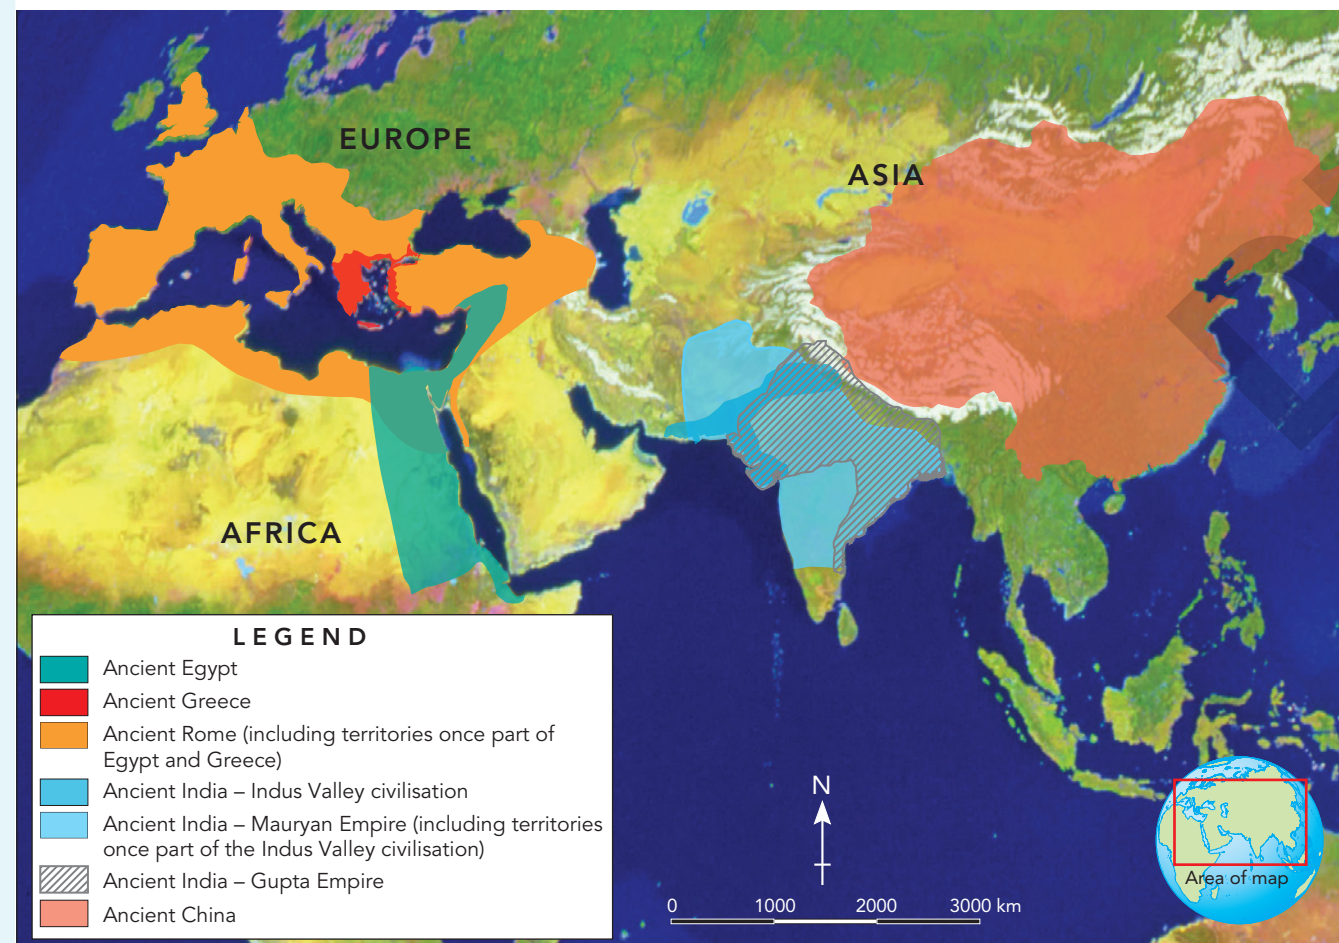 EUROPE
ASIA
AFRICA
LEGEND
Ancient Egypt
Ancient Greece
Ancient Rome (including territories once part of
Egypt and Greece)
Ancient India – Indus Valley civilisation
Ancient India – Mauryan Empire (including territories
once part of the Indus Valley civilisation)
Ancient India – Gupta Empire
Ancient China
N
0 1000 2000 3000 km
Area of map